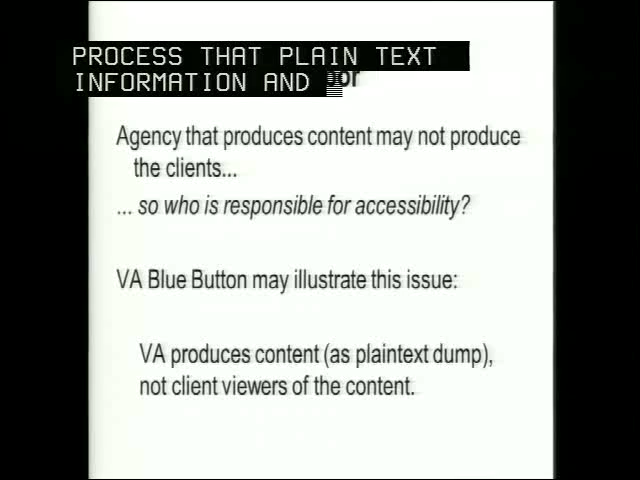 PROCESS THAT PLAIN TEXT
INFORMATION AND
Agency that produces content may not produce
the clients...
... so who is responsible for accessibility?
VA Blue Button may illustrate this issue:
VA produces content (as plaintext dump),
not client viewers of the content.